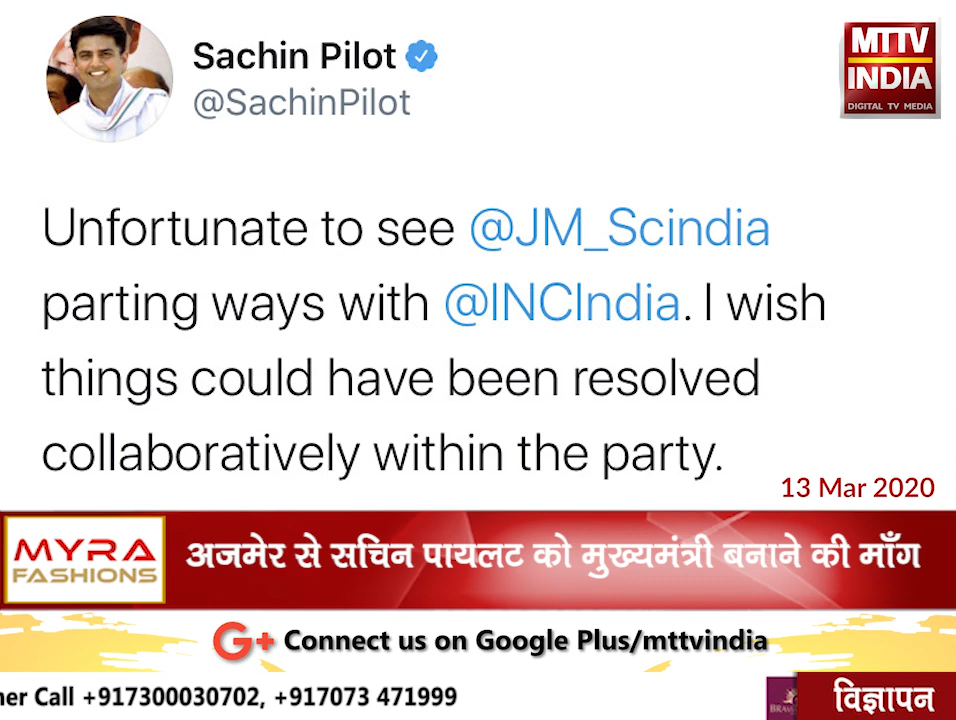 Sachin Pilot
@SachinPilot
MTTV
INDIA
DIGITAL TV MEDIA
Unfortunate to see @JM_Scindia
parting ways with @INCIndia. I wish
things could have been resolved
collaboratively within the party.
13 Mar 2020
MYRA
FASHIONS
अजमेर से सचिन पायलट को मुख्यमंत्री बनाने की माँग
G+ Connect us on Google Plus/mttvindia
Call +917300030702, +917073 471999
विज्ञापन